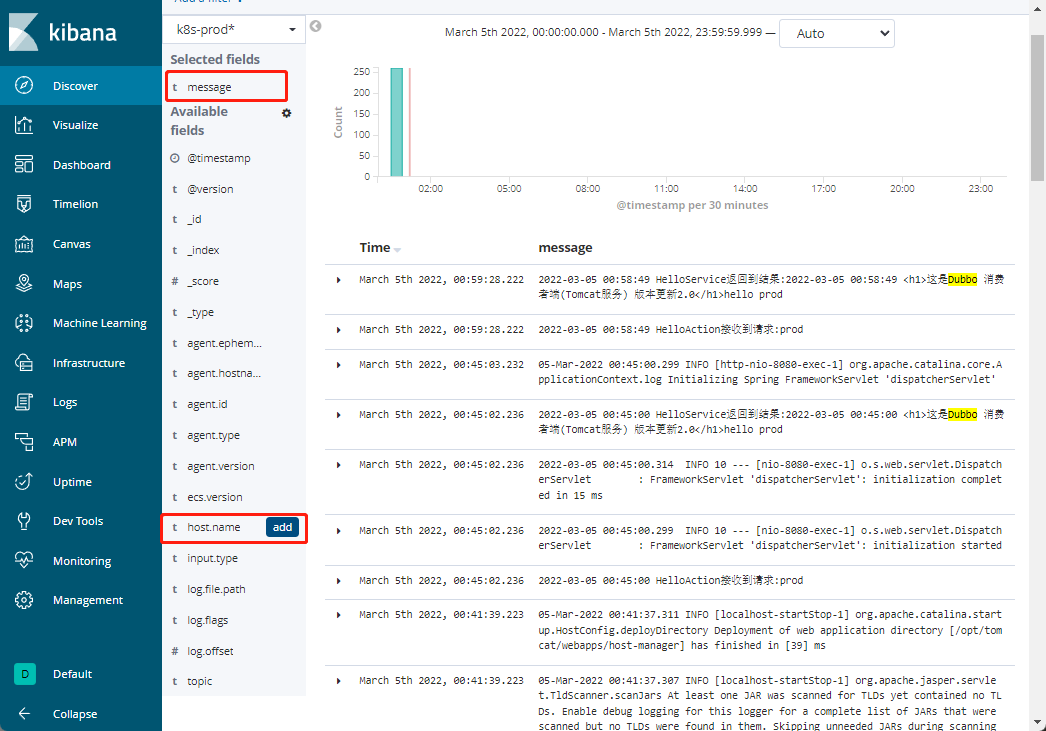 Add a filter +
kibana
Discover
Visualize
Dashboard
Timelion
Canvas
Maps
Machine Learning
Infrastructure
Logs
APM
Uptime
Dev Tools
Monitoring
Management
D Default
Collapse
k8s-prod*
Selected fields
t message
Available
fields
@timestamp
t @version
t _id
t _index
# _score
t _type
t agent.ephem...
t agent.hostna...
t agent.id
t agent.type
t agent.version
t ecs.version
t host.name add
t input.type
t log.file.path
t log.flags
# log.offset
t topic
March 5th 2022, 00:00:00.000 - March 5th 2022, 23:59:59.999 — Auto
Count
250
200
150
100
50
0
02:00 05:00 08:00 11:00 14:00 17:00 20:00 23:00
@timestamp per 30 minutes
Time message
March 5th 2022, 00:59:28.222 2022-03-05 00:58:49 HelloService返回到结果:2022-03-05 00:58:49 <h1>这是Dubbo 消费
者端(Tomcat服务) 版本更新2.0</h1>hello prod
March 5th 2022, 00:59:28.222 2022-03-05 00:58:49 HelloAction接收到请求:prod
March 5th 2022, 00:45:03.232 05-Mar-2022 00:45:00.299 INFO [http-nio-8080-exec-1] org.apache.catalina.core.A
pplicationContext.log Initializing Spring FrameworkServlet 'dispatcherServlet'
March 5th 2022, 00:45:02.236 2022-03-05 00:45:00 HelloService返回到结果:2022-03-05 00:45:00 <h1>这是Dubbo 消费
者端(Tomcat服务) 版本更新2.0</h1>hello prod
March 5th 2022, 00:45:02.236 2022-03-05 00:45:00.314 INFO 10 --- [nio-8080-exec-1] o.s.web.servlet.Dispatch
erServlet : FrameworkServlet 'dispatcherServlet': initialization complet
ed in 15 ms
March 5th 2022, 00:45:02.236 2022-03-05 00:45:00.299 INFO 10 --- [nio-8080-exec-1] o.s.web.servlet.Dispatch
erServlet : FrameworkServlet 'dispatcherServlet': initialization started
March 5th 2022, 00:45:02.236 2022-03-05 00:45:00 HelloAction接收到请求:prod
March 5th 2022, 00:41:39.223 05-Mar-2022 00:41:37.311 INFO [localhost-startStop-1] org.apache.catalina.start
up.HostConfig.deployDirectory Deployment of web application directory [/opt/tom
cat/webapps/host-manager] has finished in [39] ms
March 5th 2022, 00:41:39.223 05-Mar-2022 00:41:37.307 INFO [localhost-startStop-1] org.apache.jasper.servle
t.TldScanner.scanJars At least one JAR was scanned for TLDs yet contained no TL
Ds. Enable debug logging for this logger for a complete list of JARs that were
scanned but no TLDs were found in them. Skipping unneeded JARs during scanning